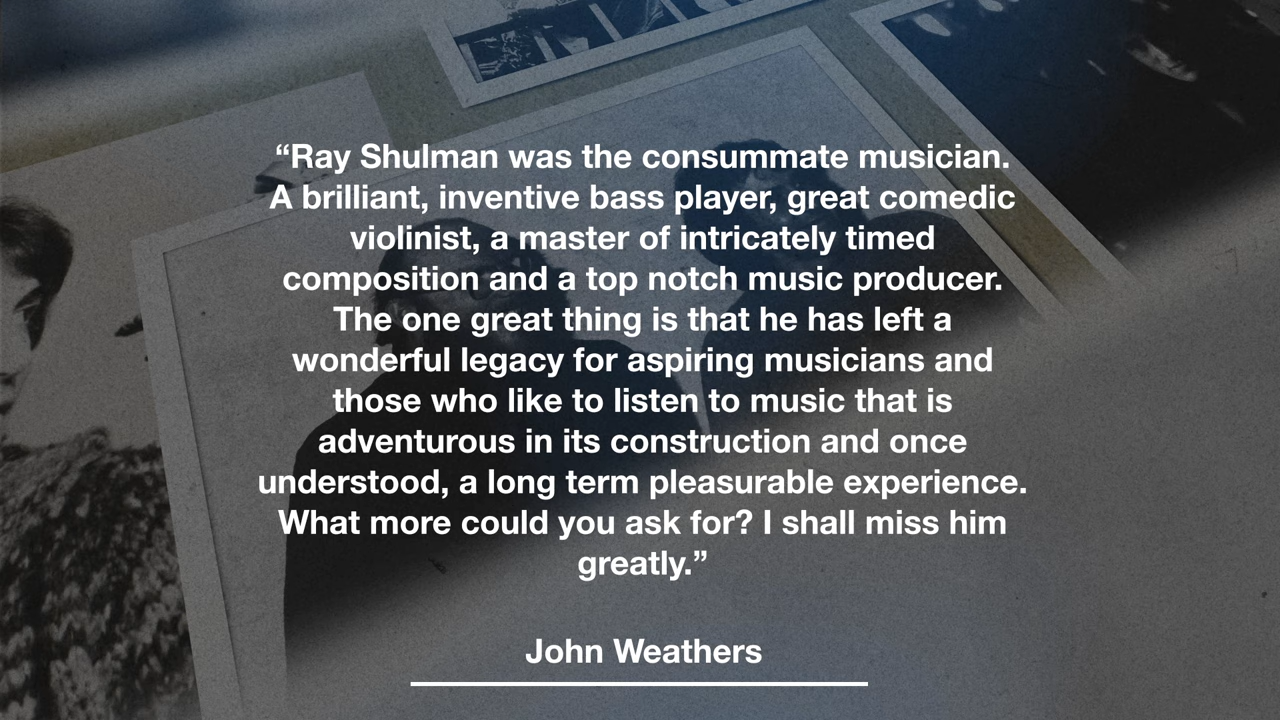 “Ray Shulman was the consummate musician.
A brilliant, inventive bass player, great comedic
violinist, a master of intricately timed
composition and a top notch music producer.
The one great thing is that he has left a
wonderful legacy for aspiring musicians and
those who like to listen to music that is
adventurous in its construction and once
understood, a long term pleasurable experience.
What more could you ask for? I shall miss him
greatly.”
John Weathers